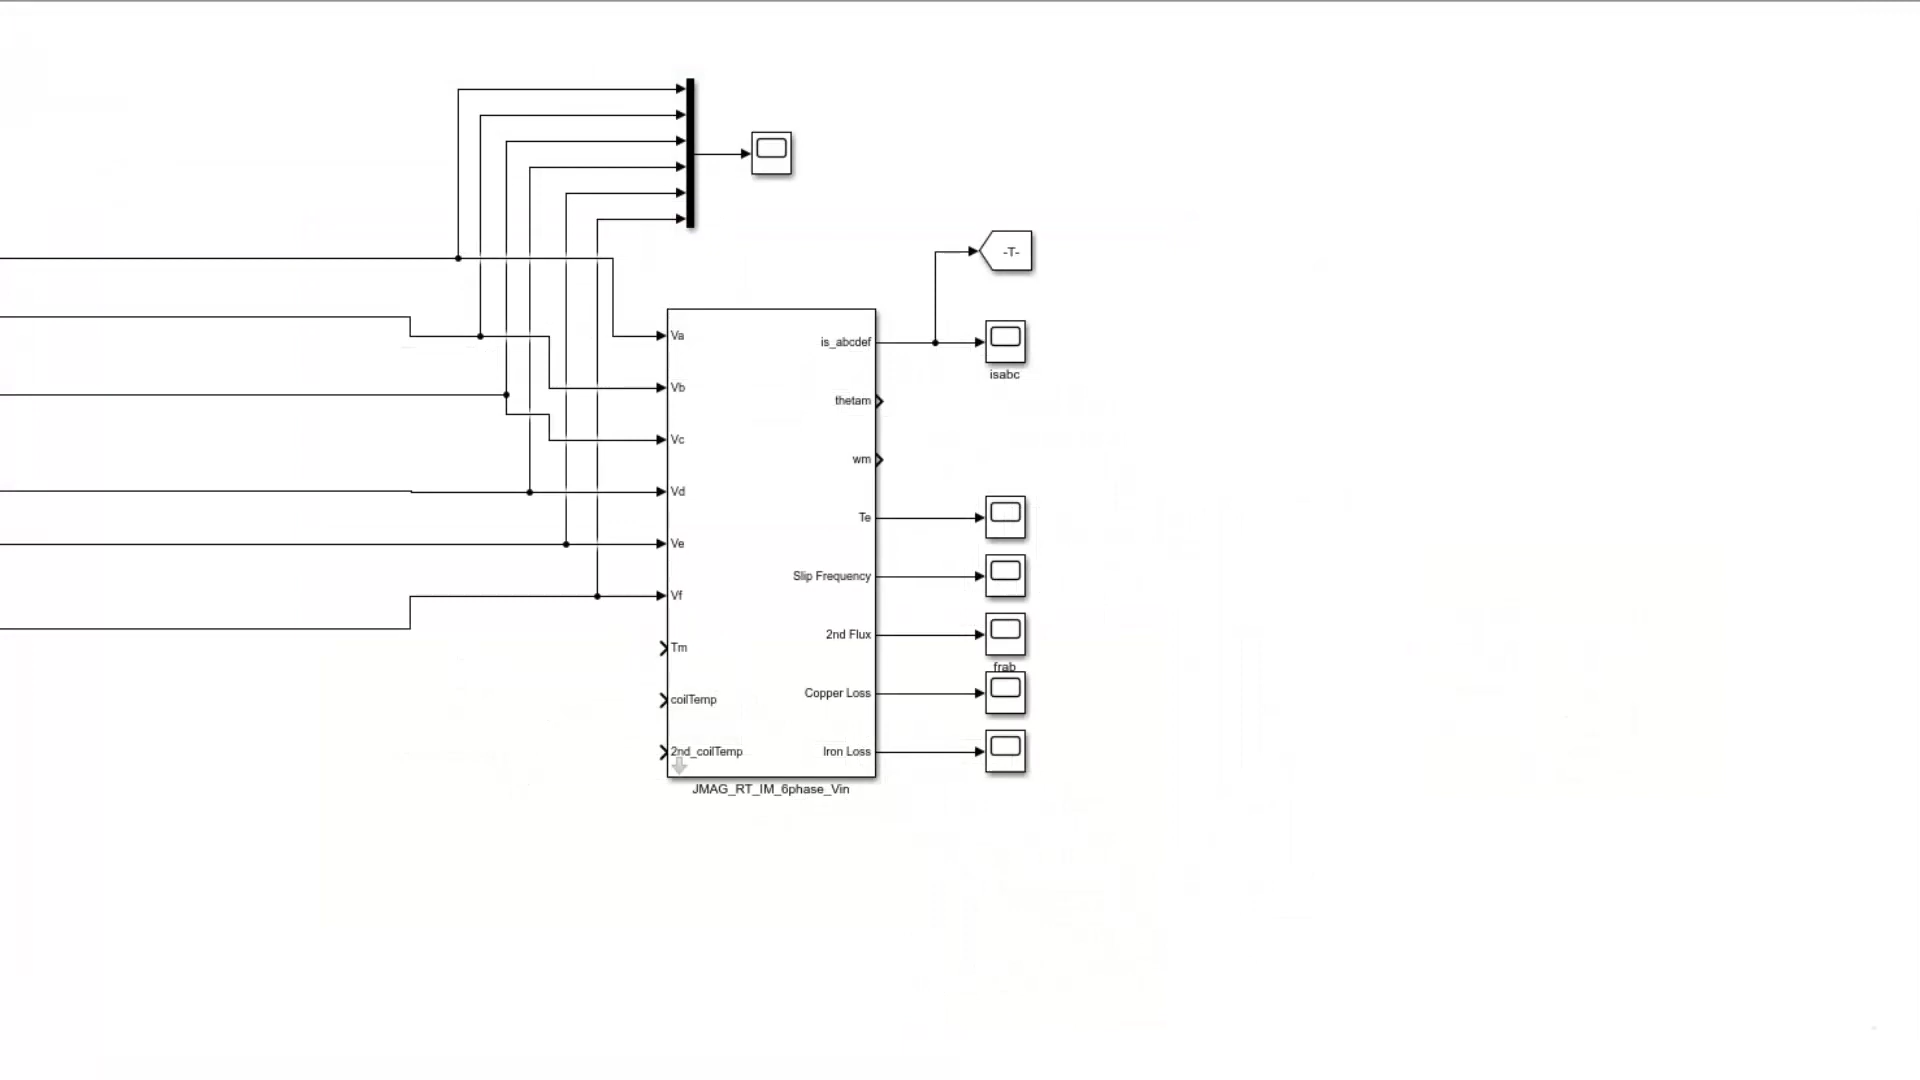 -T-
Va
is_abcdef
isabc
Vb
thetam
Vc
wm
Vd
Te
Ve
Slip Frequency
Vf
2nd Flux
Tm
frab
coilTemp
Copper Loss
2nd_coilTemp
Iron Loss
JMAG_RT_IM_6phase_Vin